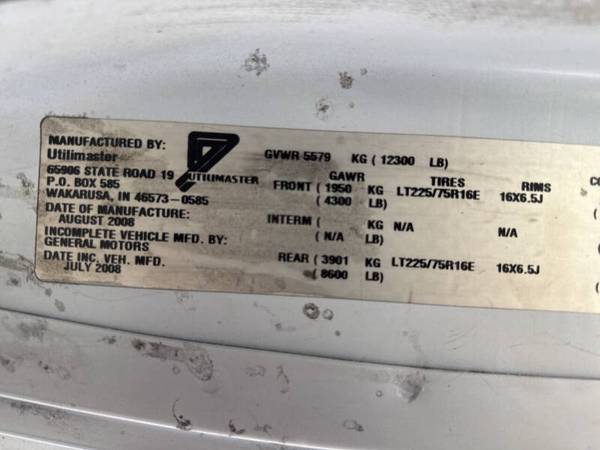 MANUFACTURED BY:
Utilimaster
65906 STATE ROAD 19
P.O. BOX 585
WAKARUSA, IN 46573-0585
DATE OF MANUFACTURE:
AUGUST 2008
INCOMPLETE VEHICLE MFD. BY:
GENERAL MOTORS
DATE INC. VEH. MFD.
JULY 2008
UTILIMASTER
GVWR 5579 KG ( 12300 LB)
GAWR TIRES RIMS CO
FRONT ( 1950 KG LT225/75R16E 16X6.5J
( 4300 LB)
INTERM ( KG N/A N/A
( N/A LB)
REAR ( 3901 KG LT225/75R16E 16X6.5J
( 8600 LB)